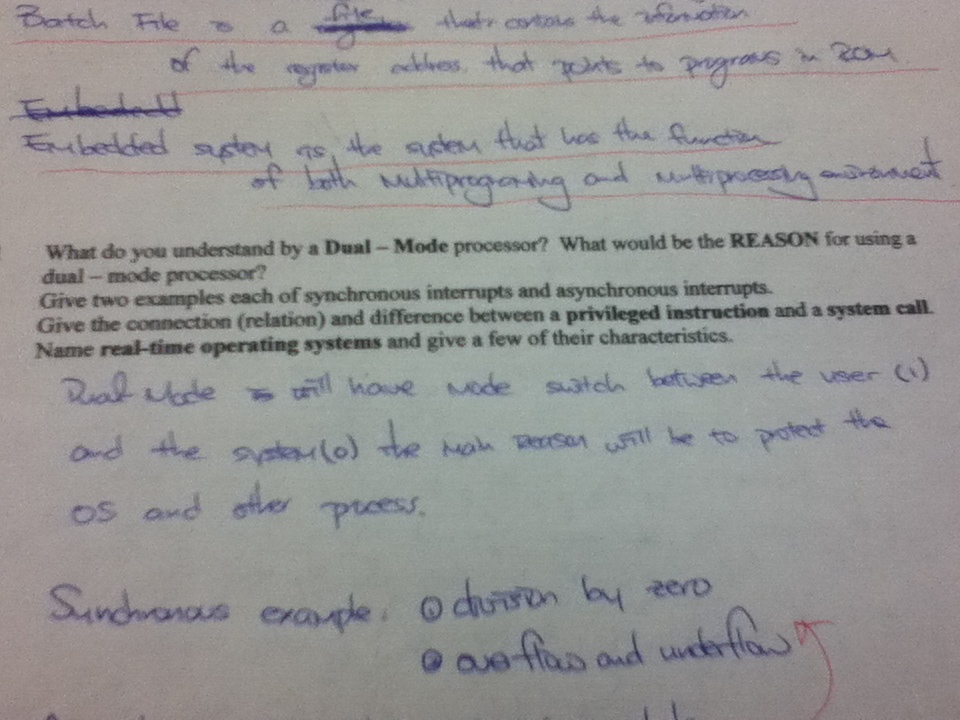 Batch File is a file that contains the information
of the register address that points to programs in ROM
Embedded
Embedded system is the system that has the function
of both Multiprograming and Multiprocessing environment
What do you understand by a Dual – Mode processor? What would be the REASON for using a
dual – mode processor?
Give two examples each of synchronous interrupts and asynchronous interrupts.
Give the connection (relation) and difference between a privileged instruction and a system call.
Name real-time operating systems and give a few of their characteristics.
Dual Mode will have mode switch between the user (1)
and the system(0) the main reason will be to protect the
OS and other process.
Synchronous example. ① division by zero
② overflow and underflow